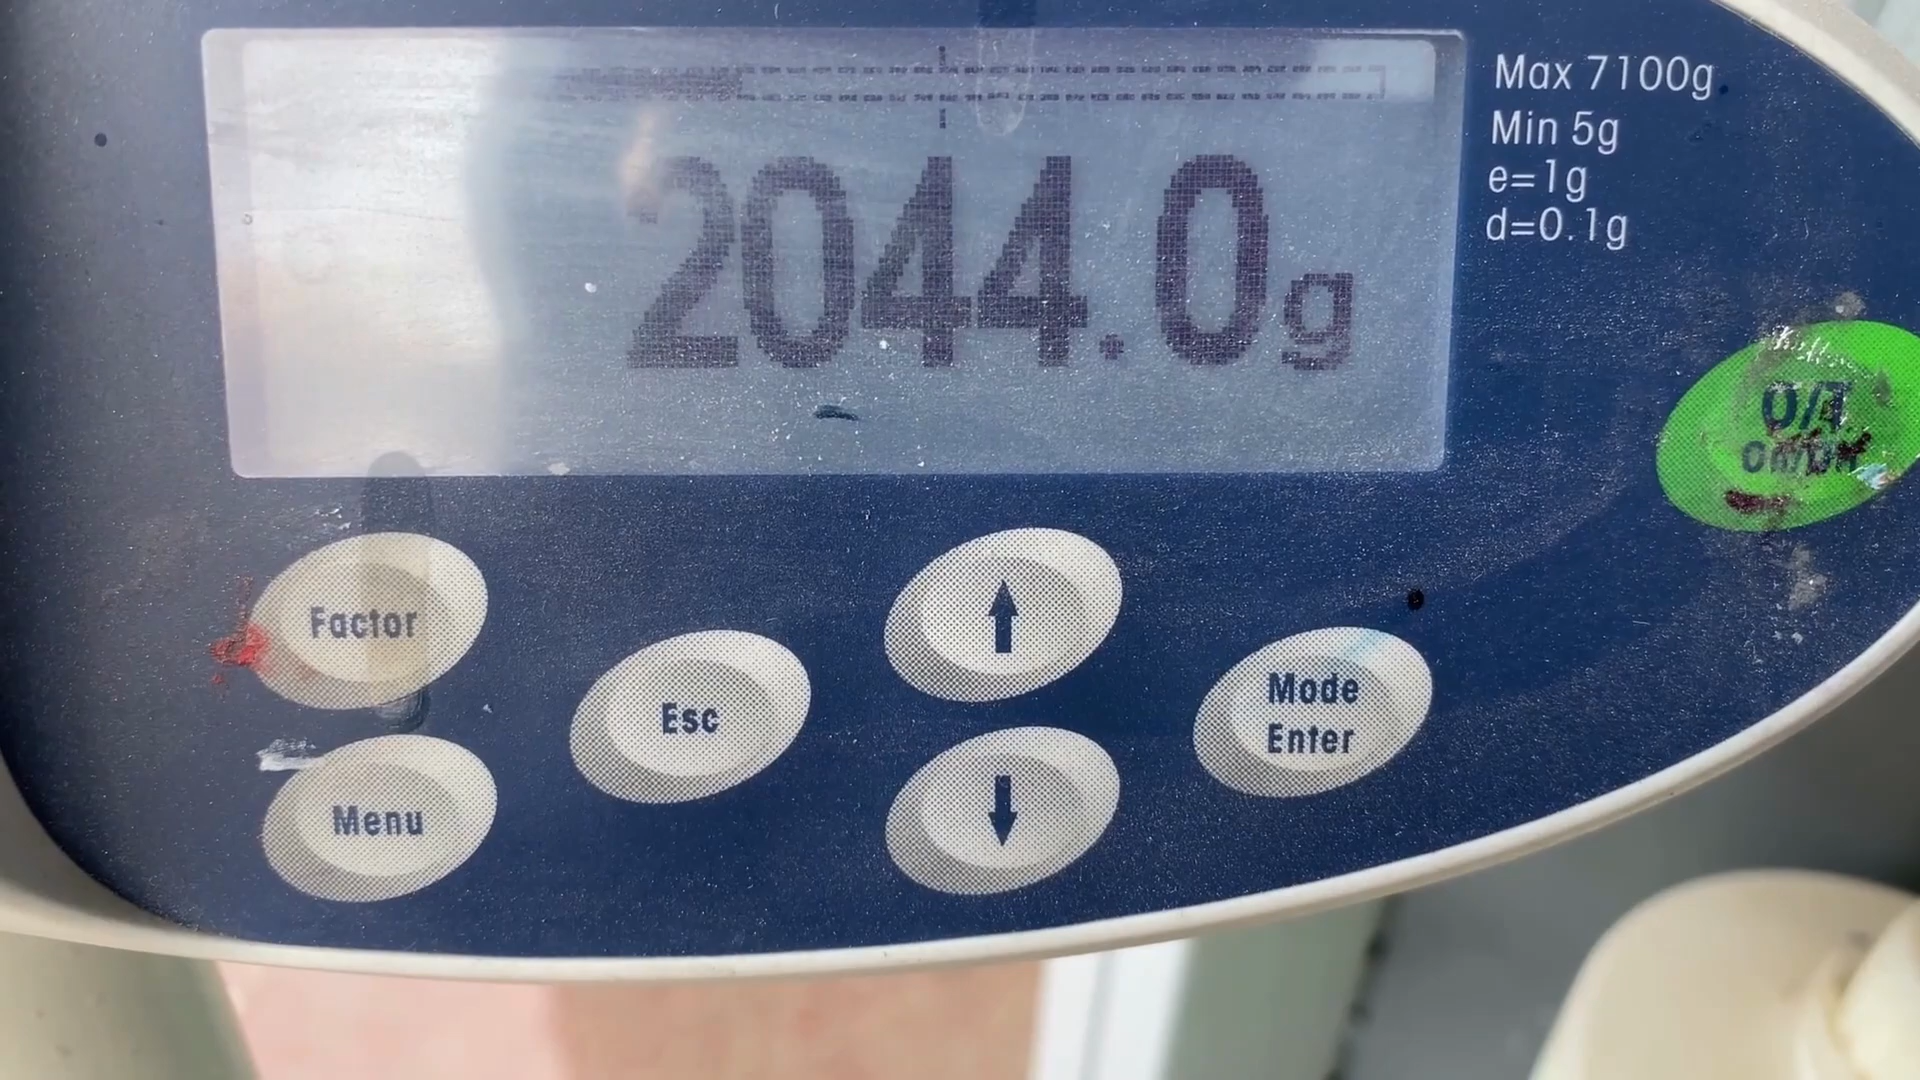 2044.0g
Max 7100g
Min 5g
e=1g
d=0.1g
Factor
Esc
Mode
Enter
Menu